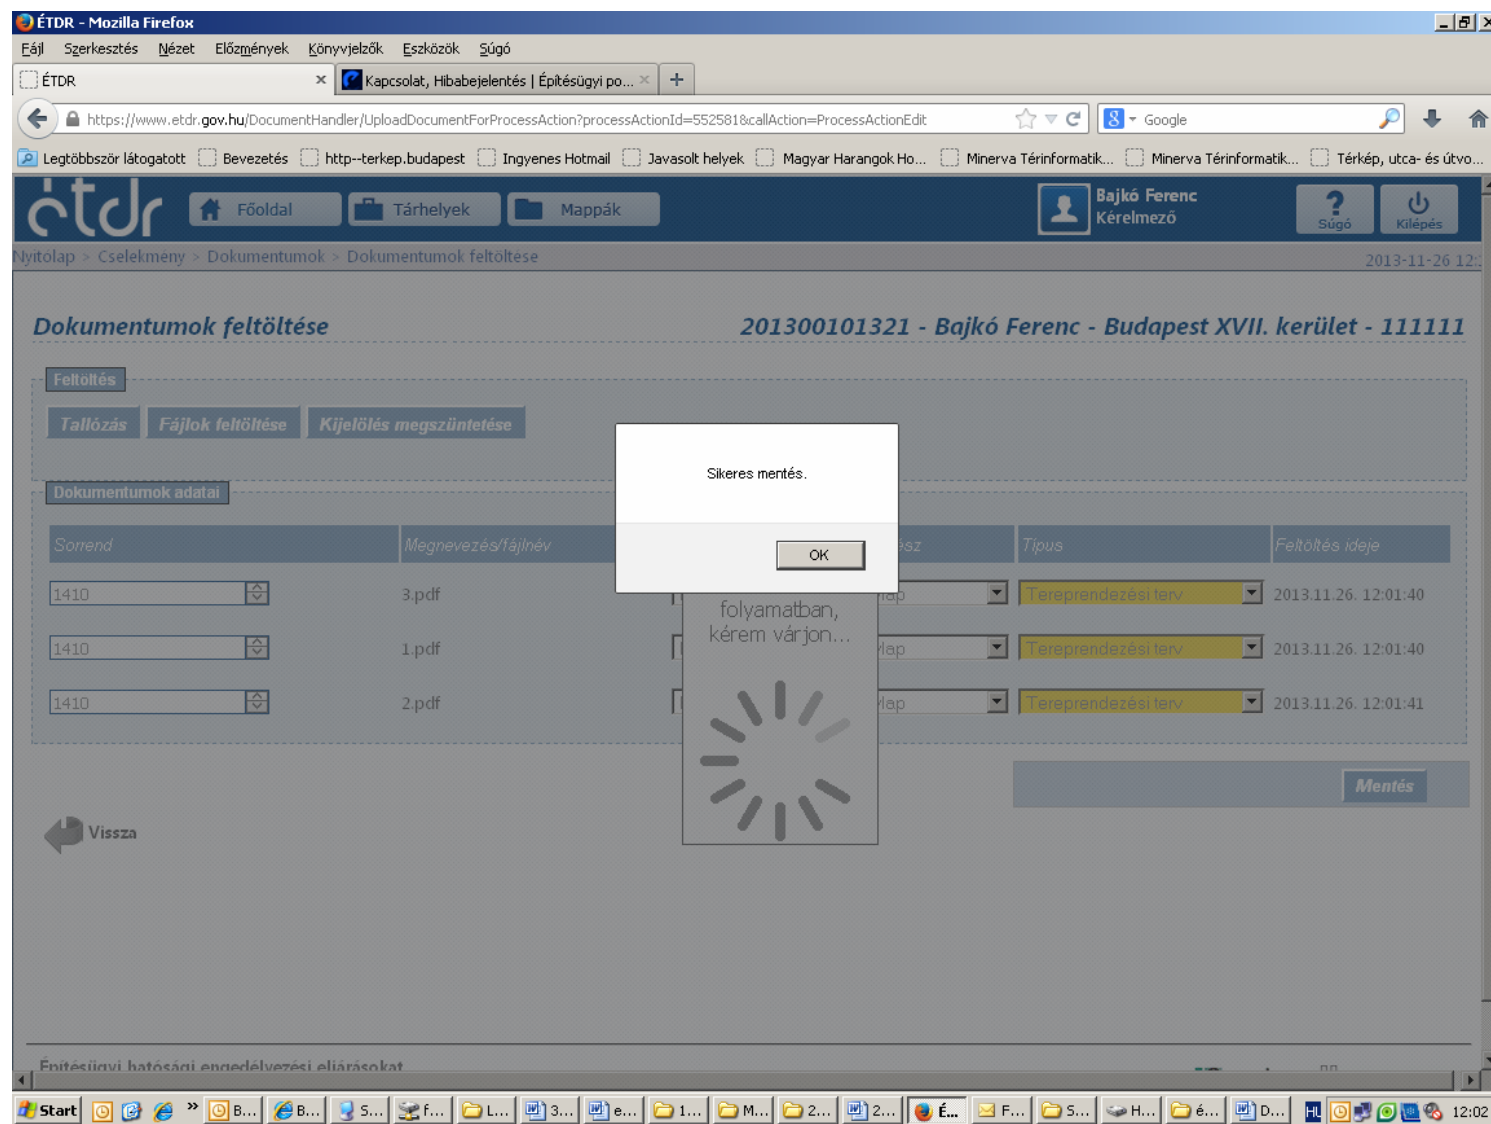 ÉTDR - Mozilla Firefox
Fájl Szerkesztés Nézet Előzmények Könyvjelzők Eszközök Súgó
ÉTDR
Kapcsolat, Hibabejelentés | Építésügyi po...
https://www.etdr.gov.hu/DocumentHandler/UploadDocumentForProcessAction?processActionId=552581&callAction=ProcessActionEdit
Google
Legtöbbször látogatott Bevezetés http--terkep.budapest Ingyenes Hotmail Javasolt helyek Magyar Harangok Ho... Minerva Térinformatik... Minerva Térinformatik... Térkép, utca- és útvo...
étdr Főoldal Tárhelyek Mappák
Bajkó Ferenc
Kérelmező
Súgó Kilépés
Nyitólap > Cselekmény > Dokumentumok > Dokumentumok feltöltése
2013-11-26 12:
Dokumentumok feltöltése
201300101321 - Bajkó Ferenc - Budapest XVII. kerület - 111111
Feltöltés
Tallózás Fájlok feltöltése Kijelölés megszüntetése
Sikeres mentés.
OK
Dokumentumok adatai
Sorrend Megnevezés/fájlnév Típus Feltöltés ideje
1410 3.pdf Tereprendezési terv 2013.11.26. 12:01:40
folyamatban,
kérem várjon...
1410 1.pdf Tereprendezési terv 2013.11.26. 12:01:40
1410 2.pdf Tereprendezési terv 2013.11.26. 12:01:41
Mentés
Vissza
Építésügyi hatósági engedélyezési eljárásokat
Start B... B... S... f... L... 3... e... 1... M... 2... 2... É... F... S... H... é... D... HU 12:02